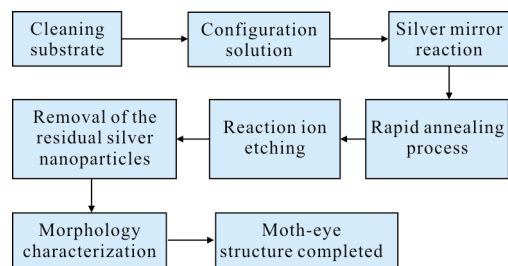 Cleaning
substrate
Configuration
solution
Silver mirror
reaction
Rapid annealing
process
Reaction ion
etching
Removal of the
residual silver
nanoparticles
Morphology
characterization
Moth-eye
structure completed